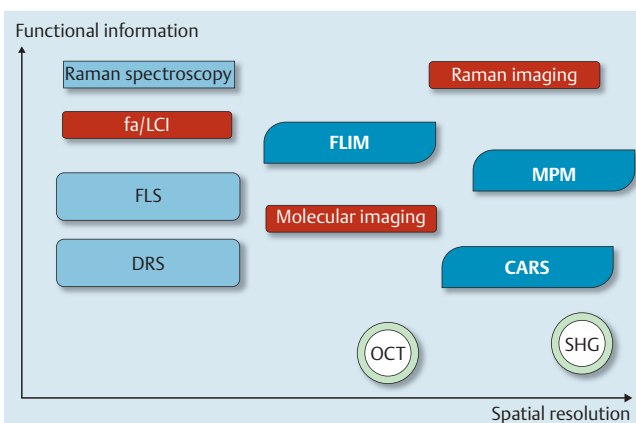 Functional information
Raman spectroscopy
Raman imaging
fa/LCI
FLIM
MPM
FLS
Molecular imaging
DRS
CARS
OCT
SHG
Spatial resolution